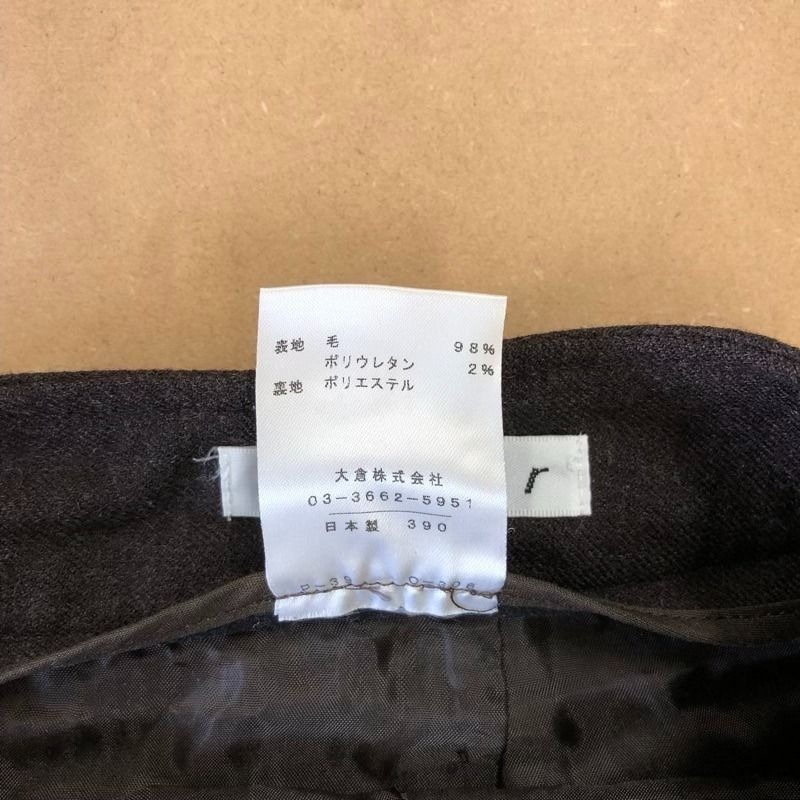 表地 毛 98%
ポリウレタン 2%
裏地 ポリエステル
大倉株式会社
03-3662-5951
日本製 390
r